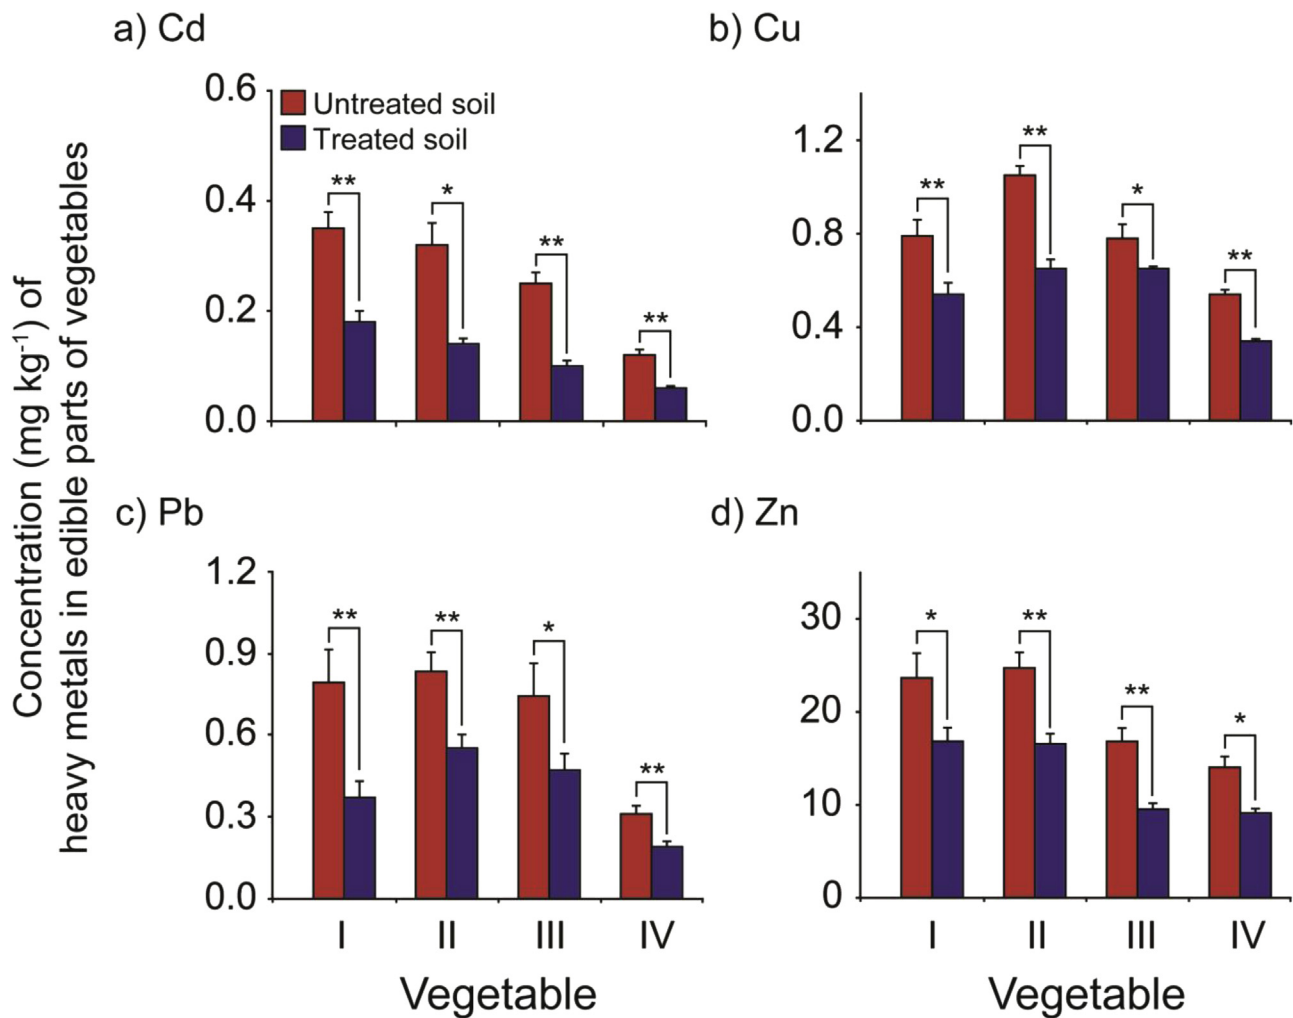 a) Cd
0.6
0.4
0.2
0.0
Untreated soil
Treated soil
**
*
**
**
b) Cu
1.2
0.8
0.4
0.0
**
**
*
**
Concentration (mg kg⁻¹) of
heavy metals in edible parts of vegetables
c) Pb
1.2
0.9
0.6
0.3
0.0
**
**
*
**
I II III IV
Vegetable
d) Zn
30
20
10
0
*
**
**
*
I II III IV
Vegetable